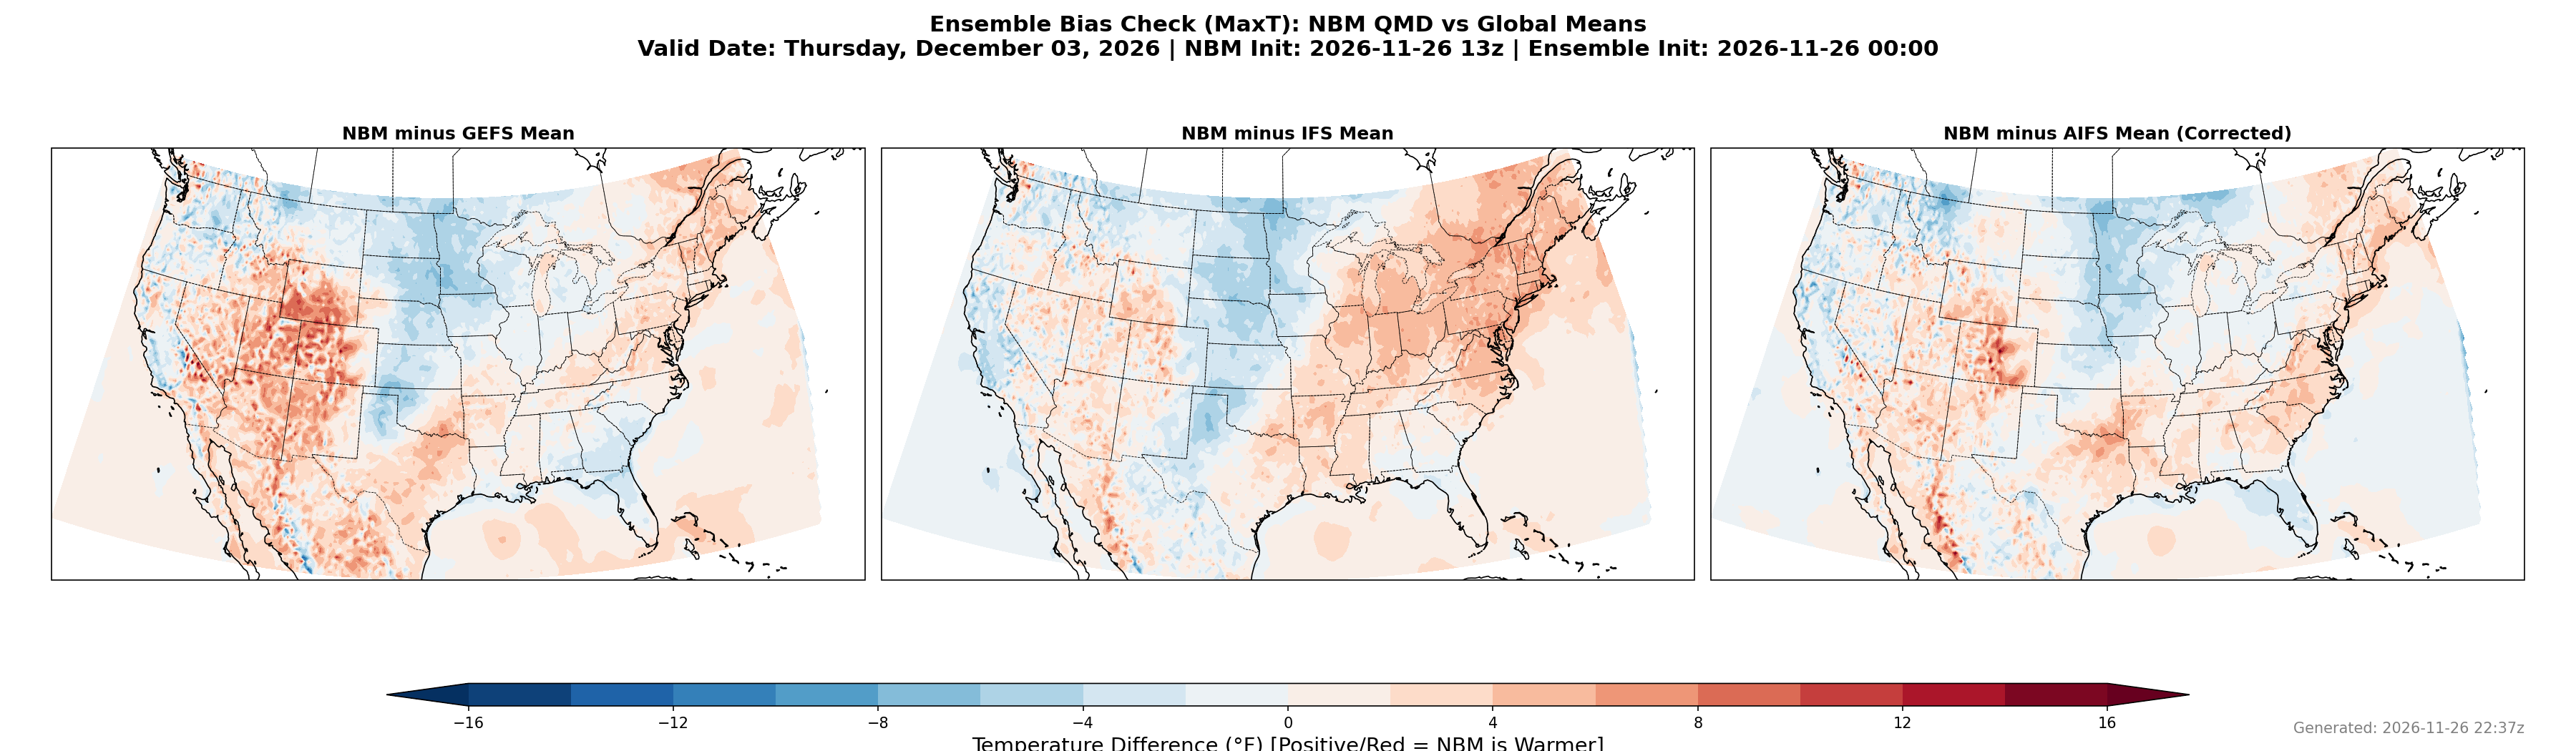 Ensemble Bias Check (MaxT): NBM QMD vs Global Means
Valid Date: Thursday, December 03, 2026 | NBM Init: 2026-11-26 13z | Ensemble Init: 2026-11-26 00:00
NBM minus GEFS Mean
NBM minus IFS Mean
NBM minus AIFS Mean (Corrected)
−16 −12 −8 −4 0 4 8 12 16
Temperature Difference (°F) [Positive/Red = NBM is Warmer]
Generated: 2026-11-26 22:37z